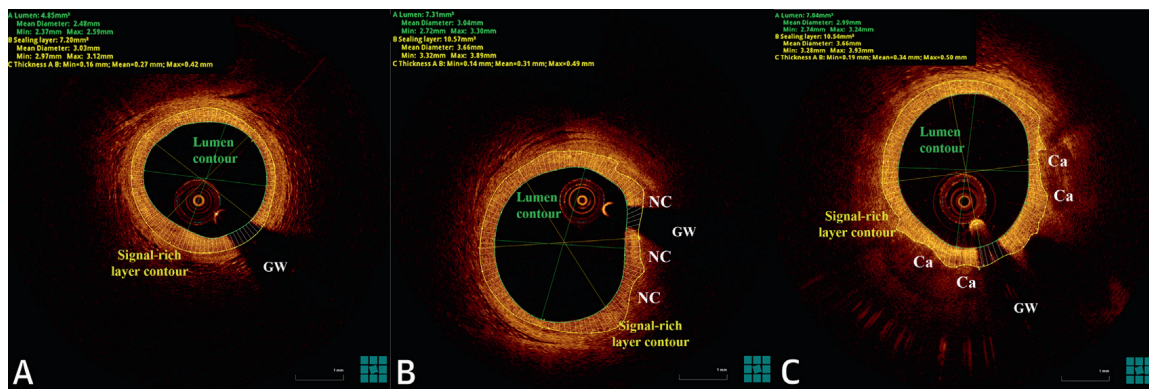 A Lumen: 4.85mm²
Mean Diameter: 2.48mm
Min: 2.37mm Max: 2.59mm
B Sealing layer: 7.20mm²
Mean Diameter: 3.03mm
Min: 2.97mm Max: 3.12mm
C Thickness A B: Min=0.16 mm; Mean=0.27 mm; Max=0.42 mm
Lumen
contour
Signal-rich
layer contour
GW
A
1 mm
A Lumen: 7.31mm²
Mean Diameter: 3.04mm
Min: 2.72mm Max: 3.30mm
B Sealing layer: 10.57mm²
Mean Diameter: 3.66mm
Min: 3.32mm Max: 3.89mm
C Thickness A B: Min=0.14 mm; Mean=0.31 mm; Max=0.49 mm
Lumen
contour
NC
GW
NC
NC
Signal-rich
layer contour
B
1 mm
A Lumen: 7.04mm²
Mean Diameter: 2.99mm
Min: 2.74mm Max: 3.24mm
B Sealing layer: 10.54mm²
Mean Diameter: 3.66mm
Min: 3.28mm Max: 3.93mm
C Thickness A B: Min=0.19 mm; Mean=0.34 mm; Max=0.50 mm
Lumen
contour
Ca
Ca
Signal-rich
layer contour
Ca
Ca
GW
C
1 mm